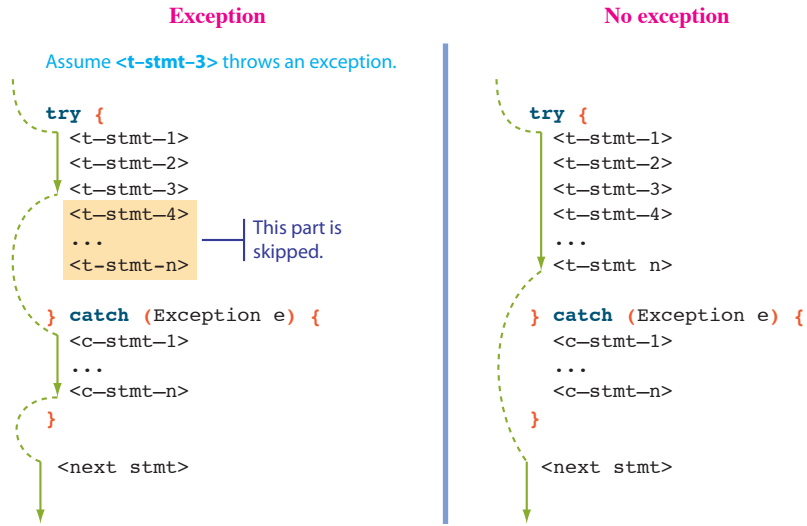 Exception
Assume <t–stmt–3> throws an exception.
try {
<t–stmt–1>
<t–stmt–2>
<t–stmt–3>
<t–stmt–4>
...
<t-stmt-n>
This part is
skipped.
} catch (Exception e) {
<c–stmt–1>
...
<c–stmt–n>
}
<next stmt>
No exception
try {
<t–stmt–1>
<t–stmt–2>
<t–stmt–3>
<t–stmt–4>
...
<t–stmt n>
} catch (Exception e) {
<c–stmt–1>
...
<c–stmt–n>
}
<next stmt>